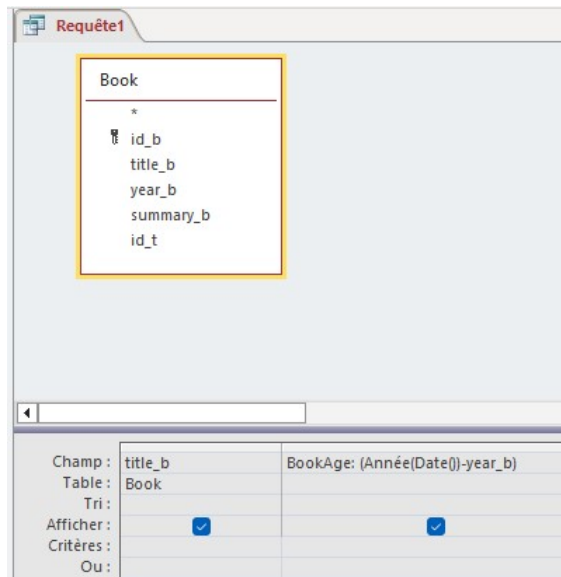 Requête1
Book
*
id_b
title_b
year_b
summary_b
id_t
Champ : title_b BookAge: (Année(Date())-year_b)
Table : Book
Tri :
Afficher :
Critères :
Ou :